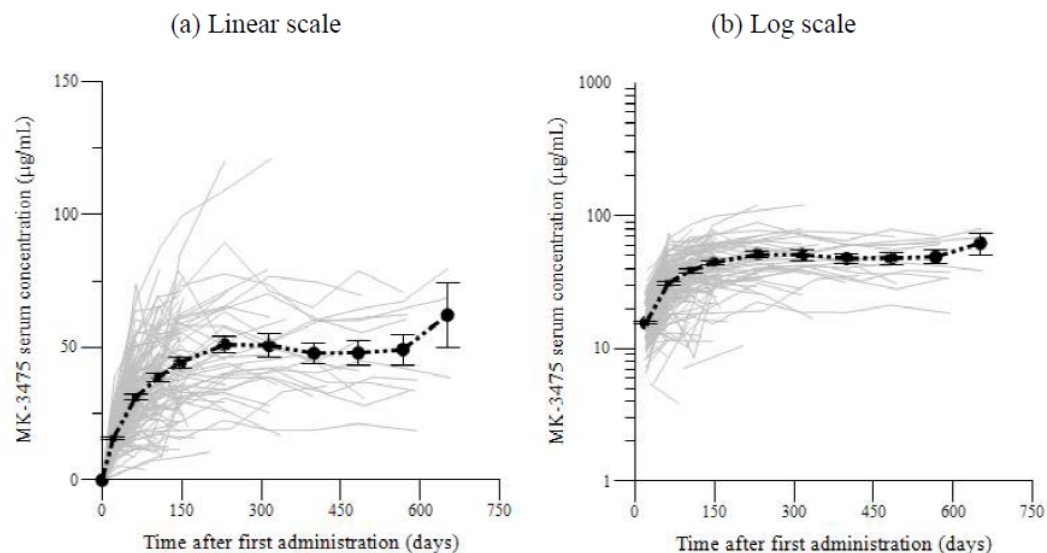 (a) Linear scale
(b) Log scale
MK-3475 serum concentration (µg/mL)
150
100
50
0
0 150 300 450 600 750
Time after first administration (days)
MK-3475 serum concentration (µg/mL)
1000
100
10
1
0 150 300 450 600 750
Time after first administration (days)